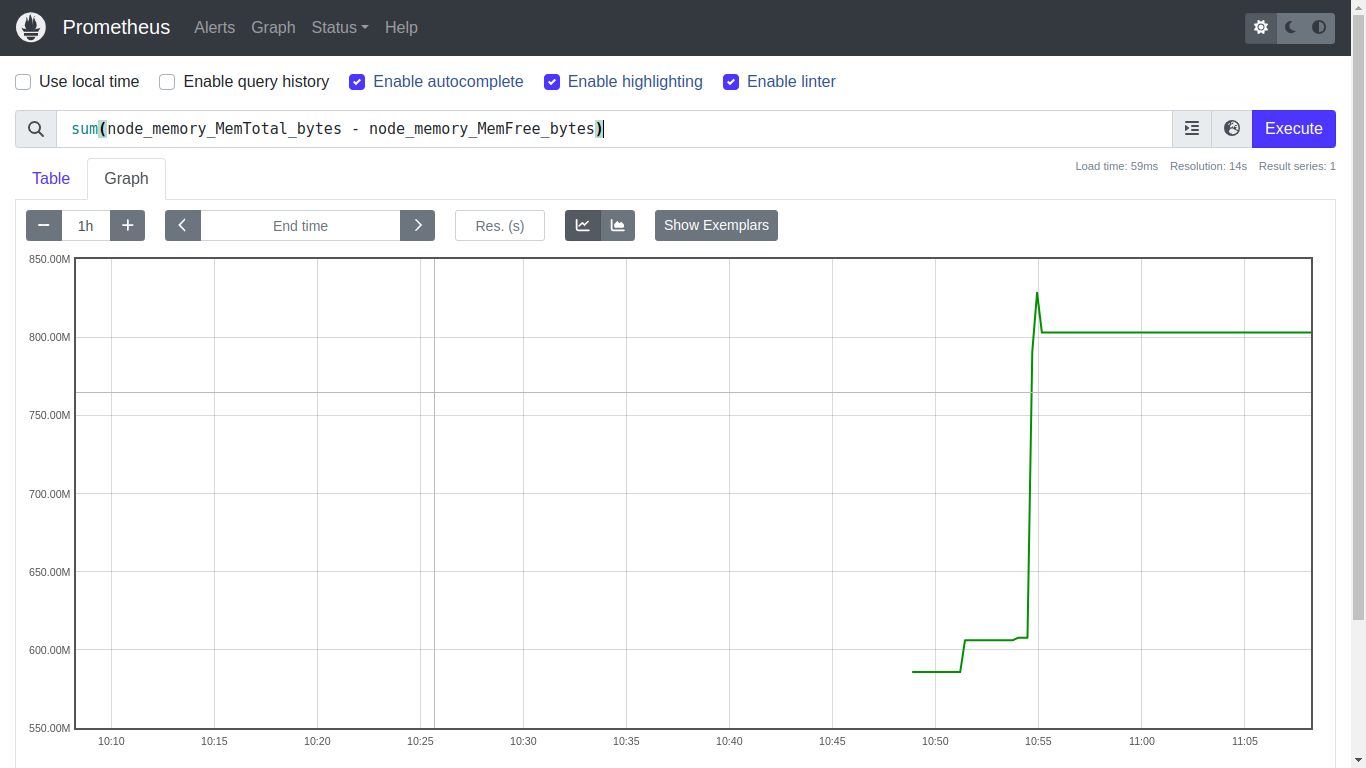 Prometheus Alerts Graph Status Help
Use local time Enable query history Enable autocomplete Enable highlighting Enable linter
sum(node_memory_MemTotal_bytes - node_memory_MemFree_bytes) Execute
Load time: 59ms Resolution: 14s Result series: 1
Table Graph
1h End time Res. (s) Show Exemplars
850.00M
800.00M
750.00M
700.00M
650.00M
600.00M
550.00M
10:10 10:15 10:20 10:25 10:30 10:35 10:40 10:45 10:50 10:55 11:00 11:05